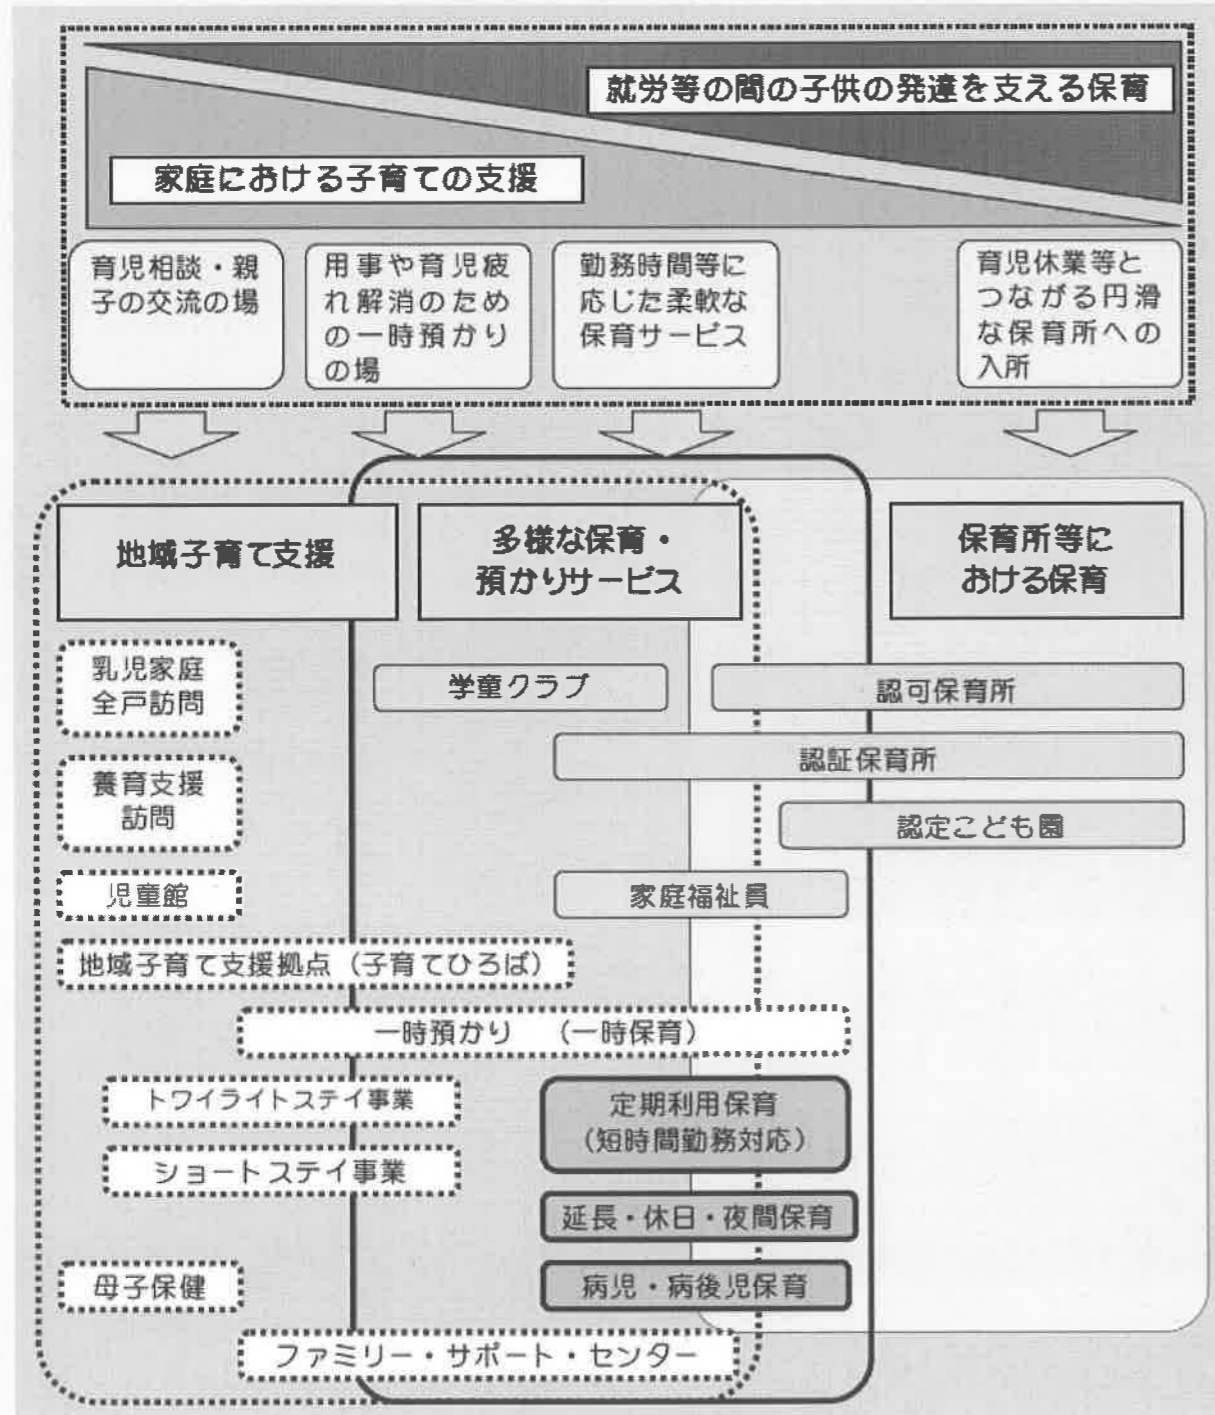 就労等の間の子供の発達を支える保育
家庭における子育ての支援
育児相談・親
子の交流の場
用事や育児疲
れ解消のため
の一時預かり
の場
勤務時間等に
応じた柔軟な
保育サービス
育児休業等と
つながる円滑
な保育所への
入所
地域子育て支援
多様な保育・
預かりサービス
保育所等に
おける保育
乳児家庭
全戸訪問
学童クラブ
認可保育所
認証保育所
養育支援
訪問
認定こども園
児童館
家庭福祉員
地域子育て支援拠点（子育てひろば）
一時預かり　（一時保育）
トワイライトステイ事業
定期利用保育
（短時間勤務対応）
ショートステイ事業
延長・休日・夜間保育
母子保健
病児・病後児保育
ファミリー・サポート・センター